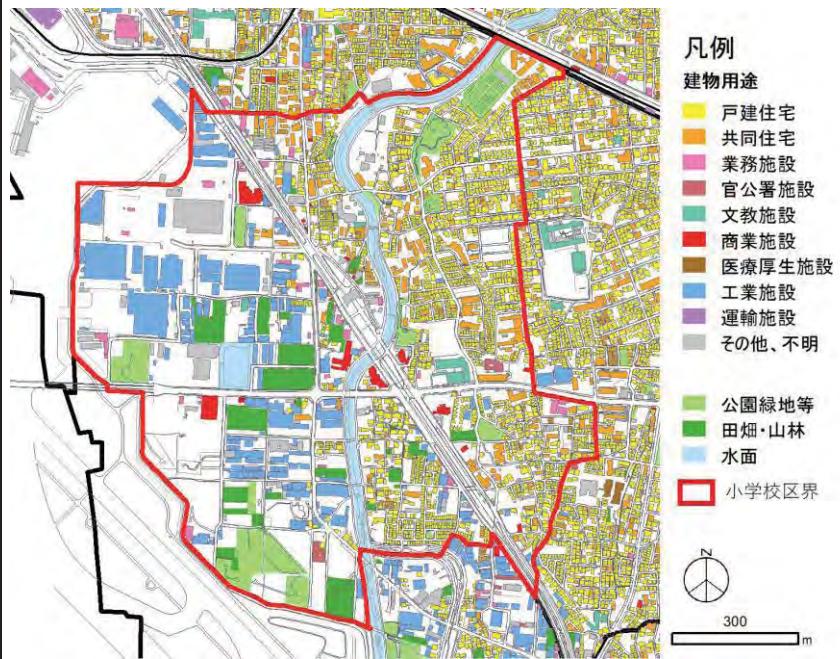 凡例
建物用途
戸建住宅
共同住宅
業務施設
官公署施設
文教施設
商業施設
医療厚生施設
工業施設
運輸施設
その他、不明
公園緑地等
田畑・山林
水面
小学校区界
N
300
m